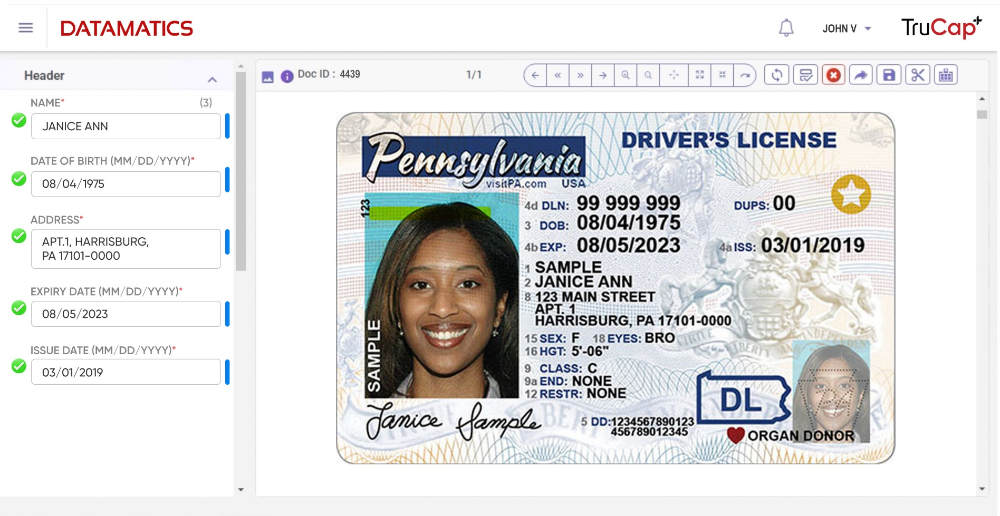 DATAMATICS
JOHN V
TruCap+
Header
NAME* (3)
JANICE ANN
DATE OF BIRTH (MM/DD/YYYY)*
08/04/1975
ADDRESS*
APT.1, HARRISBURG,
PA 17101-0000
EXPIRY DATE (MM/DD/YYYY)*
08/05/2023
ISSUE DATE (MM/DD/YYYY)*
03/01/2019
Doc ID : 4439
1/1
Pennsylvania
visitPA.com USA
DRIVER'S LICENSE
123
4d DLN: 99 999 999 DUPS: 00
3 DOB: 08/04/1975
4b EXP: 08/05/2023 4a ISS: 03/01/2019
1 SAMPLE
2 JANICE ANN
8 123 MAIN STREET
APT. 1
HARRISBURG, PA 17101-0000
15 SEX: F 18 EYES: BRO
16 HGT: 5'-06"
9 CLASS: C
9a END: NONE
12 RESTR: NONE
SAMPLE
Janice Sample
5 DD:1234567890123
456789012345
DL
ORGAN DONOR